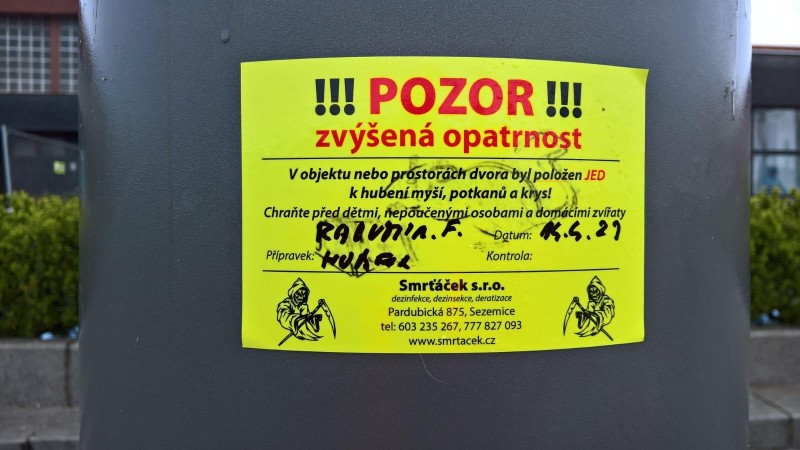 !!! POZOR !!!
zvýšená opatrnost
V objektu nebo prostorách dvora byl položen JED
k hubení myší, potkanů a krys!
Chraňte před dětmi, nepoučenými osobami a domácími zvířaty
Přípravek: Datum:
Kontrola:
Smrťáček s.r.o.
dezinfekce, dezinsekce, deratizace
Pardubická 875, Sezemice
tel: 603 235 267, 777 827 093
www.smrtacek.cz